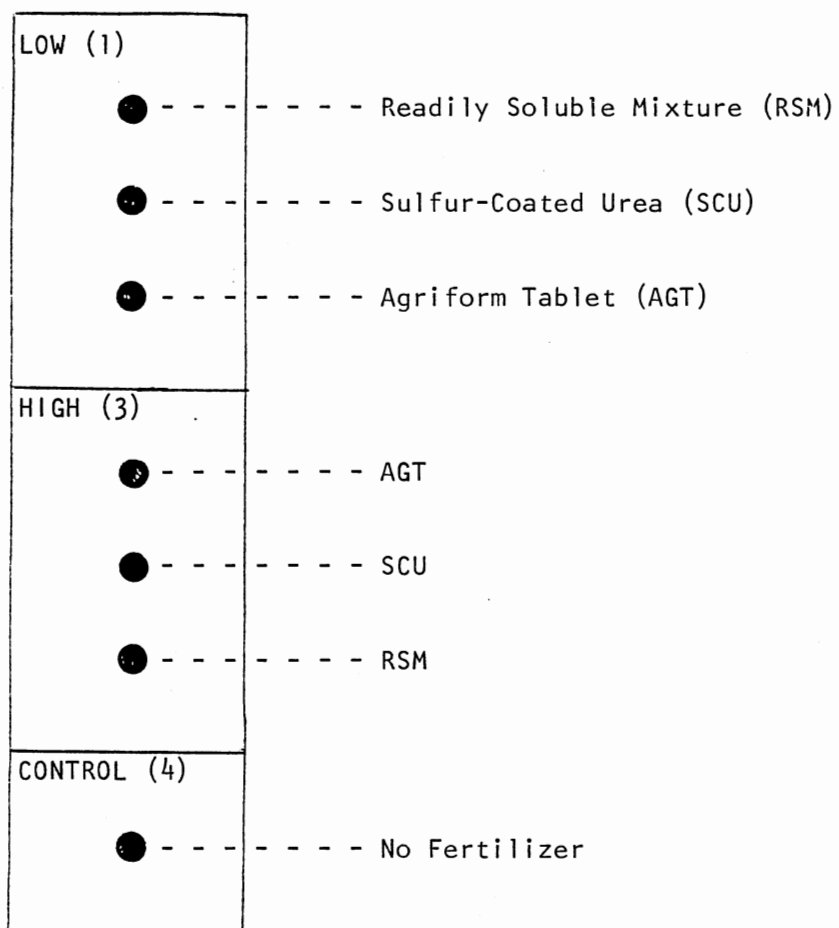 LOW (1)
Readily Soluble Mixture (RSM)
Sulfur-Coated Urea (SCU)
Agriform Tablet (AGT)
HIGH (3)
AGT
SCU
RSM
CONTROL (4)
No Fertilizer